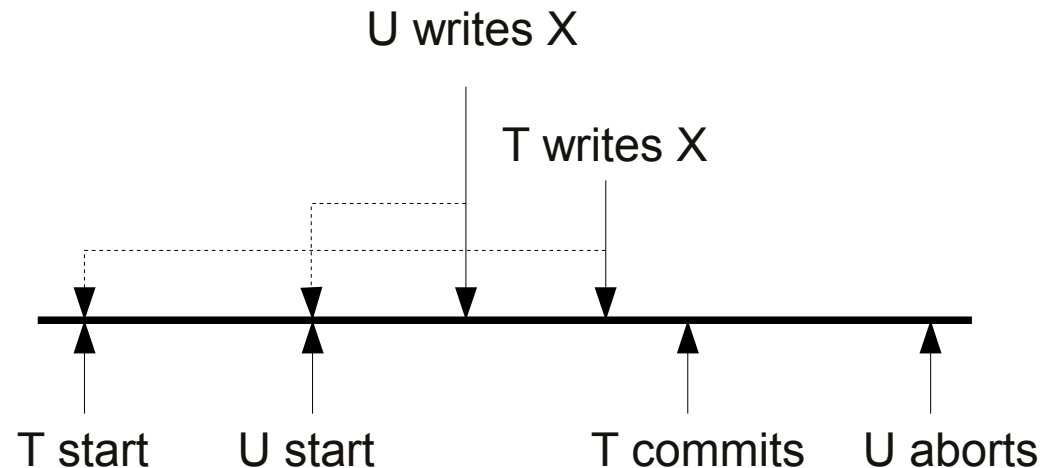 U writes X
T writes X
T start
U start
T commits
U aborts